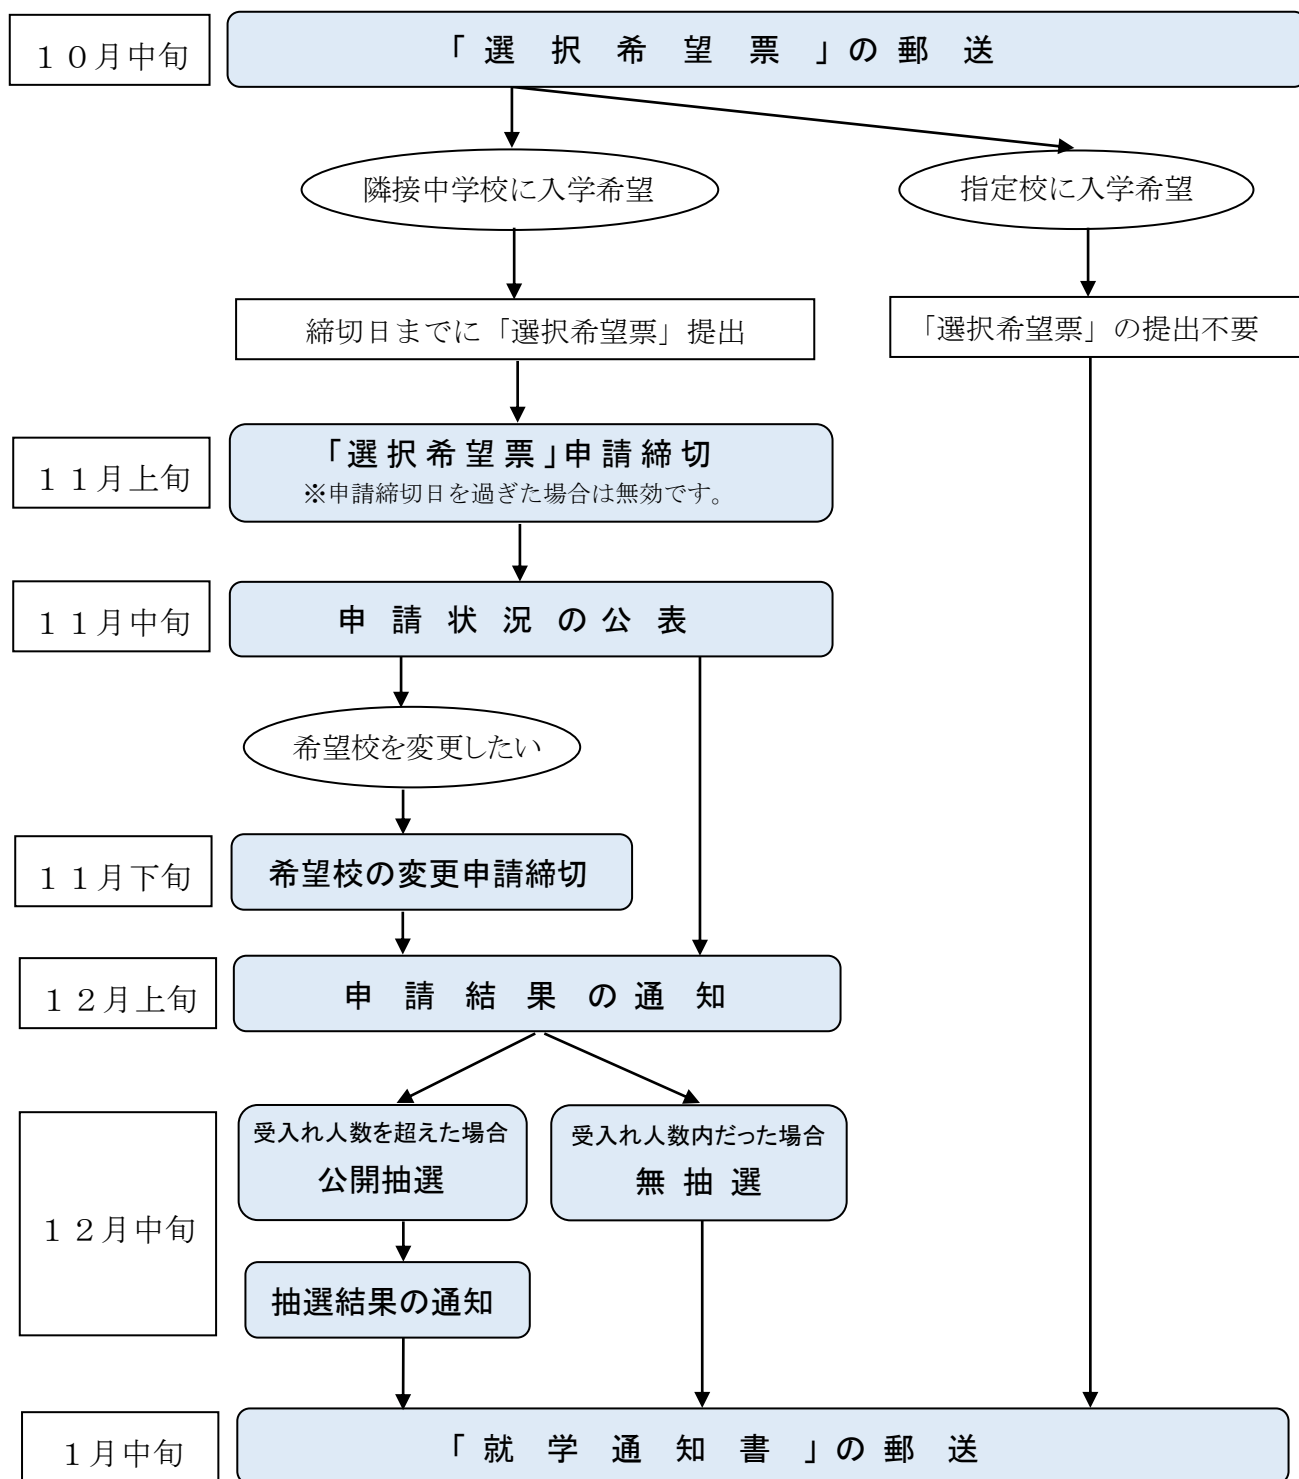 １０月中旬
「選択希望票」の郵送
隣接中学校に入学希望
指定校に入学希望
締切日までに「選択希望票」提出
「選択希望票」の提出不要
１１月上旬
「選択希望票」申請締切
※申請締切日を過ぎた場合は無効です。
１１月中旬
申請状況の公表
希望校を変更したい
１１月下旬
希望校の変更申請締切
１２月上旬
申請結果の通知
１２月中旬
受入れ人数を超えた場合
公開抽選
受入れ人数内だった場合
無抽選
抽選結果の通知
１月中旬
「就学通知書」の郵送